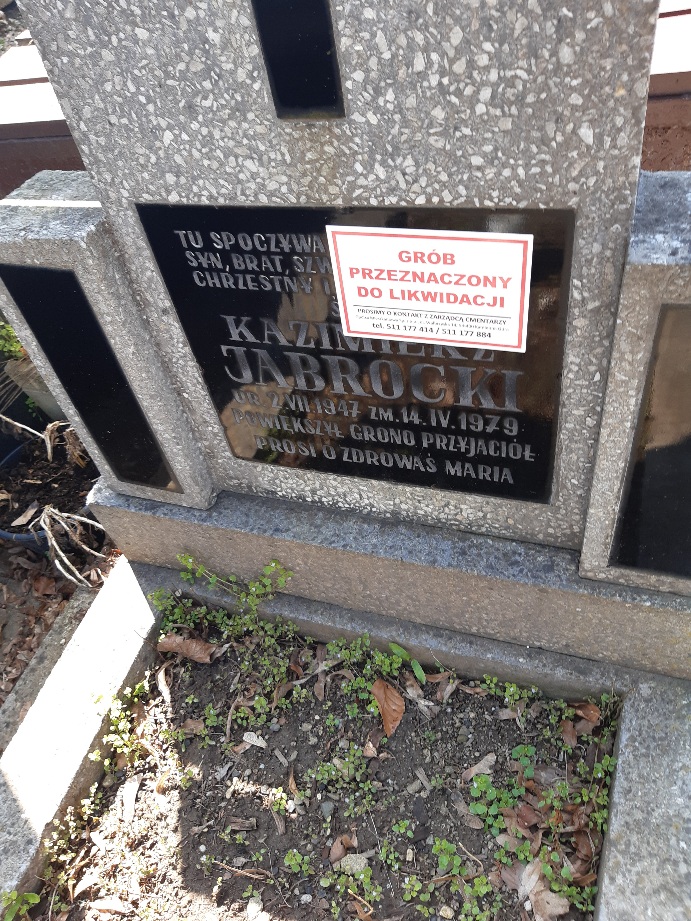 TU SPOCZYWA
SYN, BRAT,
CHRZESTNY
GRÓB
PRZEZNACZONY
DO LIKWIDACJI
PROSIMY O KONTAKT Z ZARZĄDCĄ CMENTARZY
tel. 511 177 414 / 511 177 884
KAZIMIERZ
JABROCKI
UR. 2.VII.1947 ZM.14.IV.1979
POWIĘKSZYŁ GRONO PRZYJACIÓŁ
PROSI O ZDROWAŚ MARIA